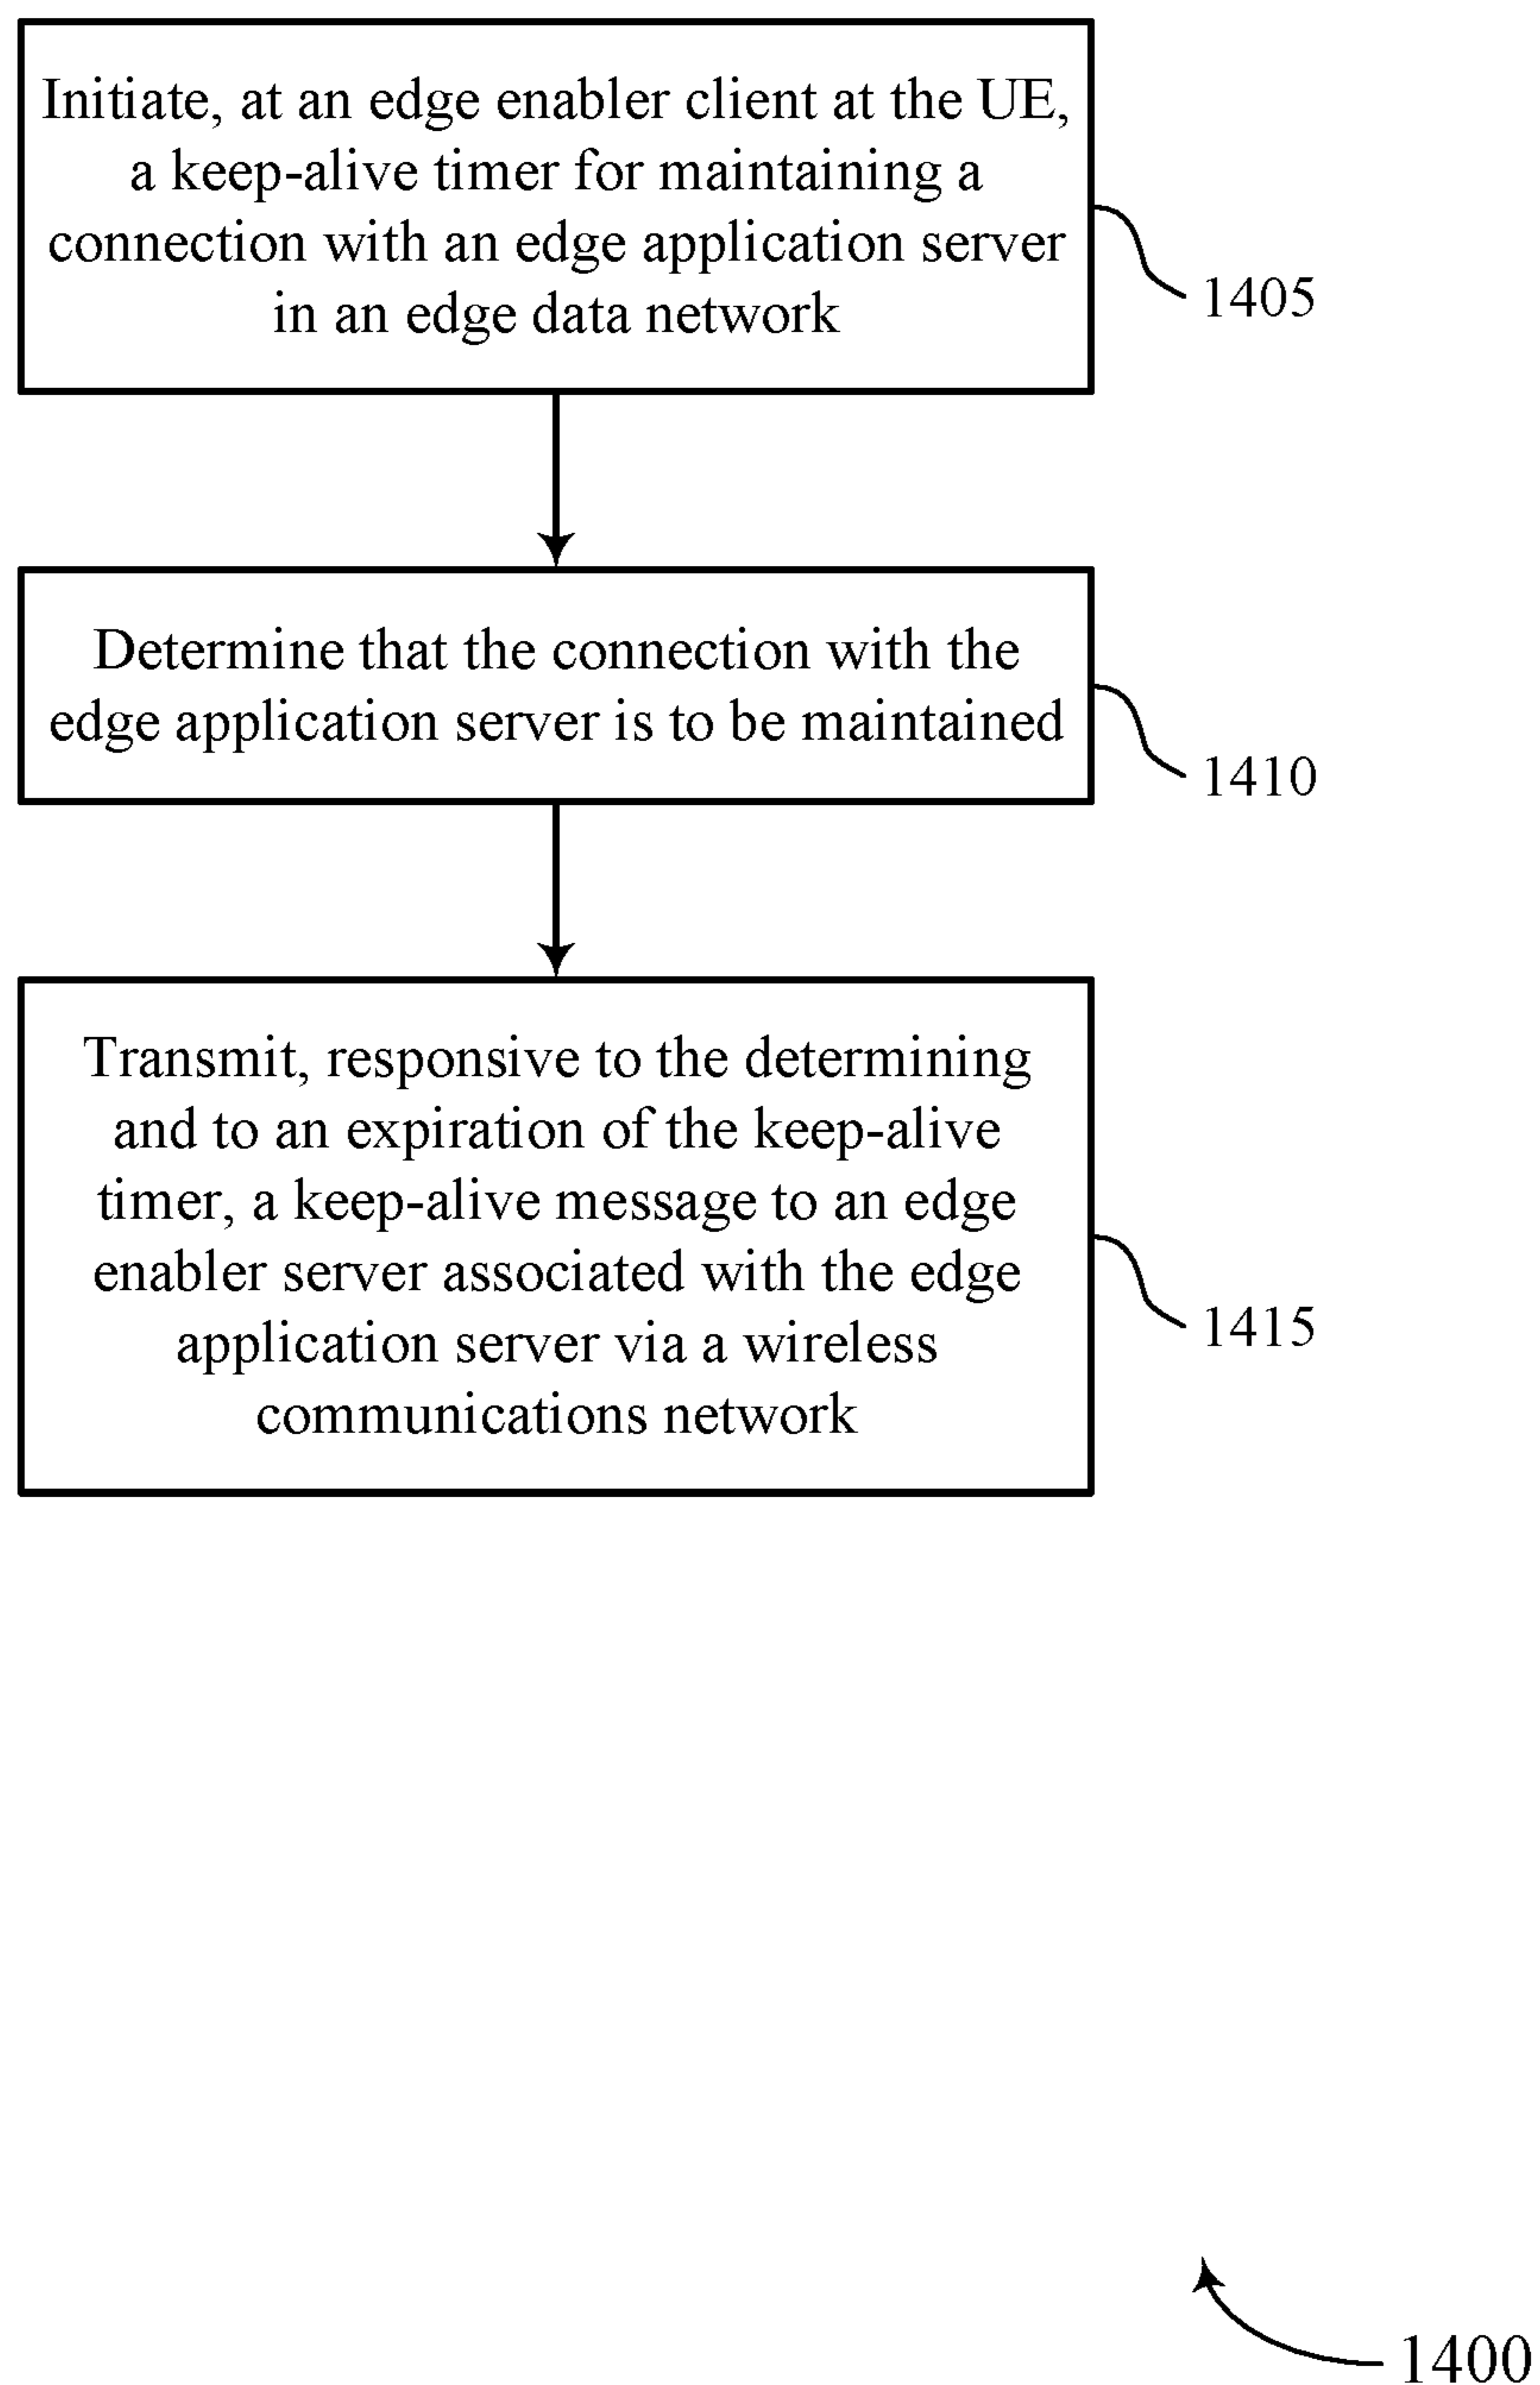 Initiate, at an edge enabler client at the UE,
a keep-alive timer for maintaining a
connection with an edge application server
in an edge data network
1405
Determine that the connection with the
edge application server is to be maintained
1410
Transmit, responsive to the determining
and to an expiration of the keep-alive
timer, a keep-alive message to an edge
enabler server associated with the edge
application server via a wireless
communications network
1415
1400